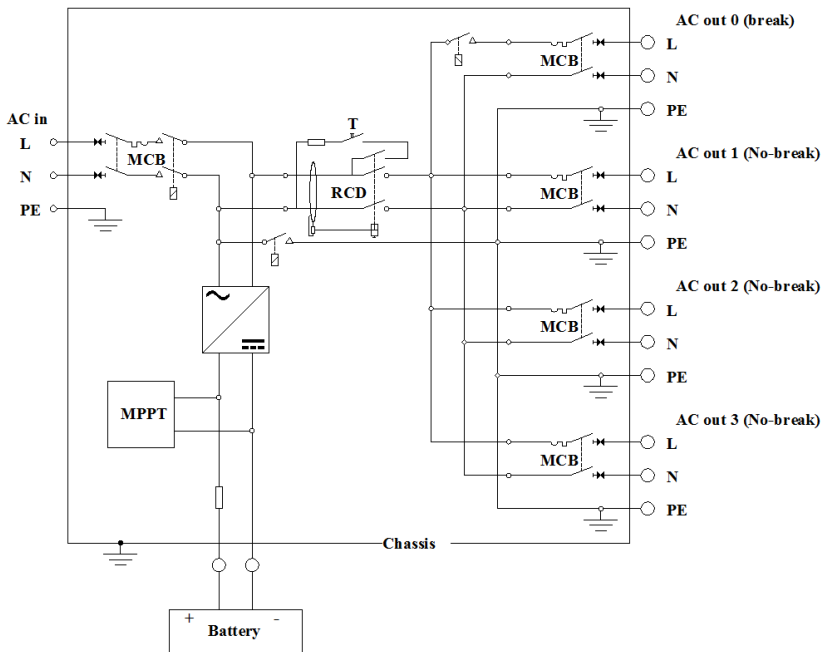 AC out 0 (break)
L
MCB
N
PE
AC in
L
MCB
N
PE
T
RCD
AC out 1 (No-break)
L
MCB
N
PE
AC out 2 (No-break)
L
MCB
N
PE
MPPT
AC out 3 (No-break)
L
MCB
N
PE
Chassis
+ -
Battery